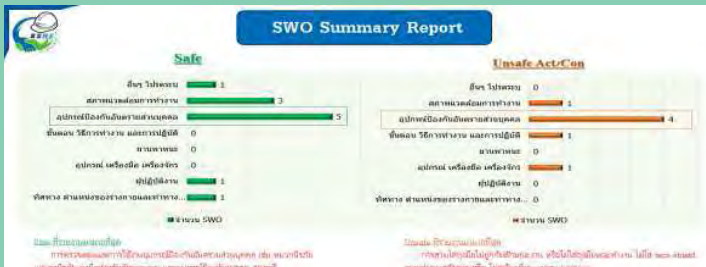 SWO Summary Report
Safe
อื่นๆ โปรดระบุ 1
สภาพแวดล้อมการทำงาน 3
อุปกรณ์ป้องกันอันตรายส่วนบุคคล 5
ขั้นตอน วิธีการทำงาน และการปฏิบัติ 0
ยานพาหนะ 0
อุปกรณ์ เครื่องมือ เครื่องจักร 0
ผู้ปฏิบัติงาน 1
ทิศทาง ตำแหน่งของร่างกายและท่าทาง... 1
จำนวน SWO
Unsafe Act/Con
อื่นๆ โปรดระบุ 0
สภาพแวดล้อมการทำงาน 1
อุปกรณ์ป้องกันอันตรายส่วนบุคคล 4
ขั้นตอน วิธีการทำงาน และการปฏิบัติ 1
ยานพาหนะ 0
อุปกรณ์ เครื่องมือ เครื่องจักร 1
ผู้ปฏิบัติงาน 0
ทิศทาง ตำแหน่งของร่างกายและท่าทาง... 0
จำนวน SWO